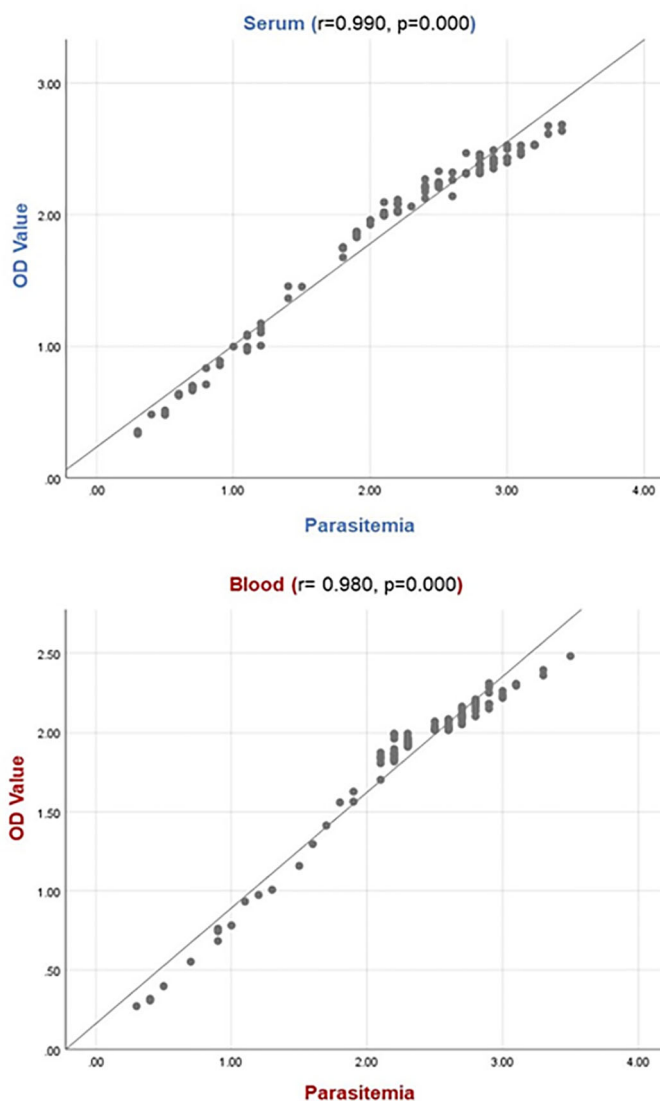 Serum (r=0.990, p=0.000)
3.00
2.00
1.00
.00
OD Value
.00 1.00 2.00 3.00 4.00
Parasitemia
Blood (r= 0.980, p=0.000)
2.50
2.00
1.50
1.00
.50
.00
OD Value
.00 1.00 2.00 3.00 4.00
Parasitemia